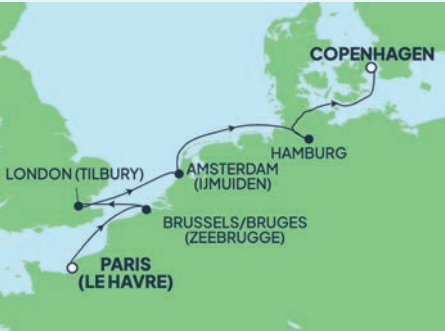 COPENHAGEN
HAMBURG
LONDON (TILBURY)
AMSTERDAM
(IJMUIDEN)
BRUSSELS/BRUGES
(ZEEBRUGGE)
PARIS
(LE HAVRE)